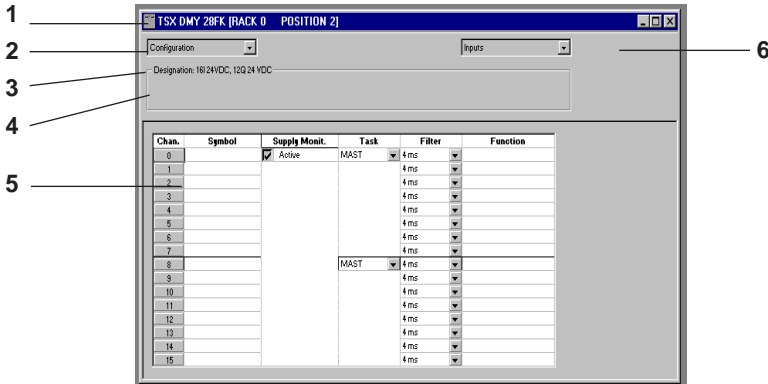 1
TSX DMY 28FK [RACK 0 POSITION 2]
2
Configuration
Inputs
6
3
Designation: 16I 24VDC, 12Q 24 VDC
4
Chan. Symbol Supply Monit. Task Filter Function
0 Active MAST 4 ms
1 4 ms
5
2 4 ms
3 4 ms
4 4 ms
5 4 ms
6 4 ms
7 4 ms
8 MAST 4 ms
9 4 ms
10 4 ms
11 4 ms
12 4 ms
13 4 ms
14 4 ms
15 4 ms